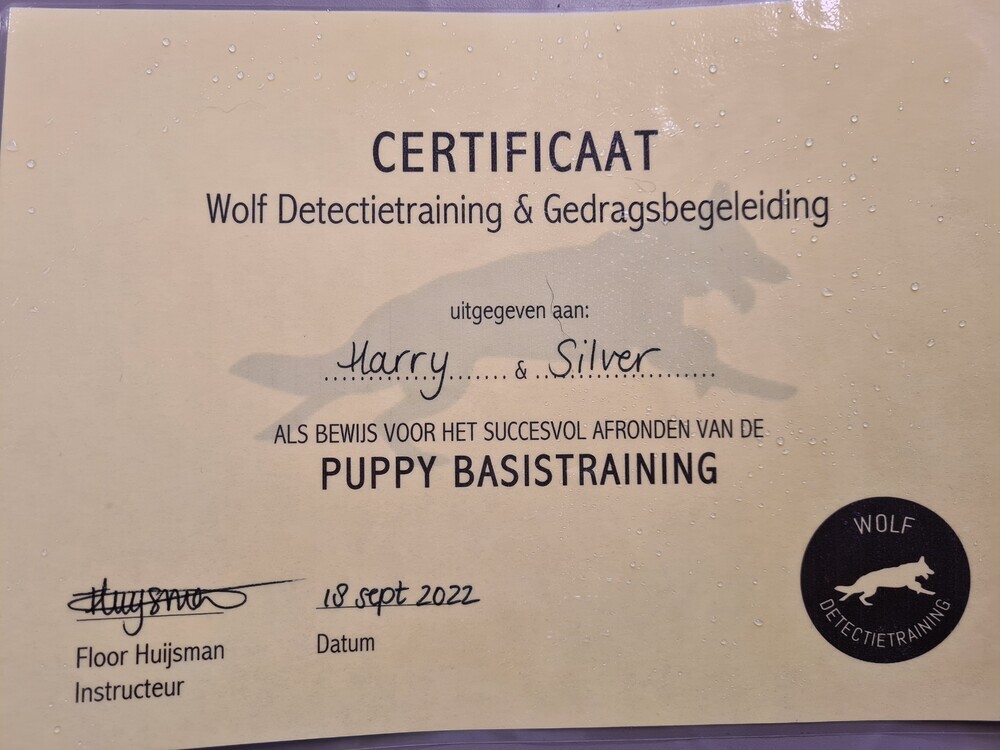 CERTIFICAAT
Wolf Detectietraining & Gedragsbegeleiding
uitgegeven aan:
Harry & Silver
ALS BEWIJS VOOR HET SUCCESVOL AFRONDEN VAN DE
PUPPY BASISTRAINING
Huysman
18 sept 2022
Floor Huijsman
Datum
Instructeur
WOLF
DETECTIETRAINING